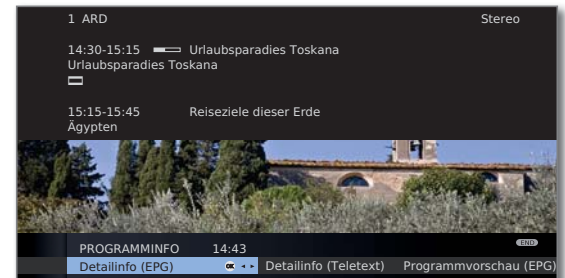 1 ARD Stereo
14:30-15:15 Urlaubsparadies Toskana
Urlaubsparadies Toskana
15:15-15:45 Reiseziele dieser Erde
Ägypten
END
PROGRAMMINFO 14:43
Detailinfo (EPG) OK Detailinfo (Teletext) Programmvorschau (EPG)